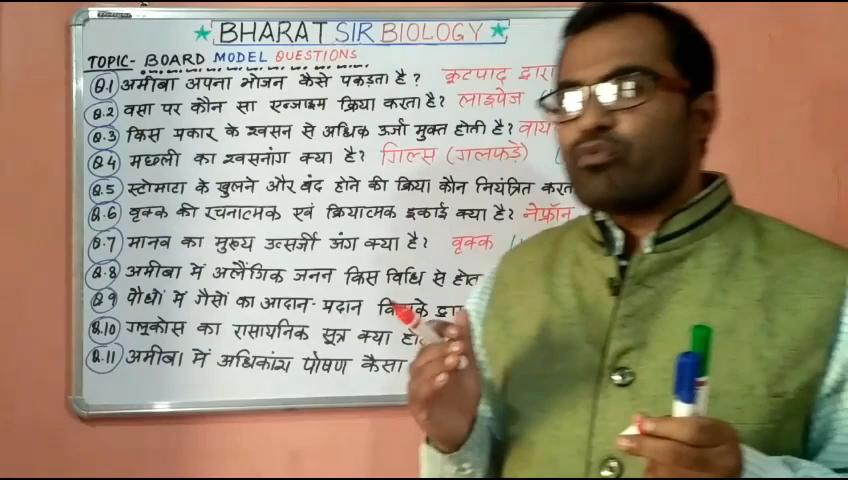 ★ BHARAT SIR BIOLOGY ★
TOPIC- BOARD MODEL QUESTIONS
Q.1 अमीबा अपना भोजन कैसे पकड़ता है? कूटपाद द्वारा
Q.2 वसा पर कौन सा एन्जाइम क्रिया करता है? लाइपेज
Q.3 किस प्रकार के श्वसन से अधिक ऊर्जा मुक्त होती है?
Q.4 मछली का श्वसनांग क्या है? गिल्स (गलफड़े)
Q.5 स्टोमाटा के खुलने और बंद होने की क्रिया कौन नियंत्रित
Q.6 वृक्क की रचनात्मक एवं क्रियात्मक इकाई क्या है? नेफ्रॉन
Q.7 मानव का मुख्य उत्सर्जी अंग क्या है? वृक्क
Q.8 अमीबा में अलैंगिक जनन किस विधि से
Q.9 पौधों में गैसों का आदान-प्रदान
Q.10 ग्लूकोस का रासायनिक सूत्र क्या
Q.11 अमीबा में अधिकांश पोषण कैसा